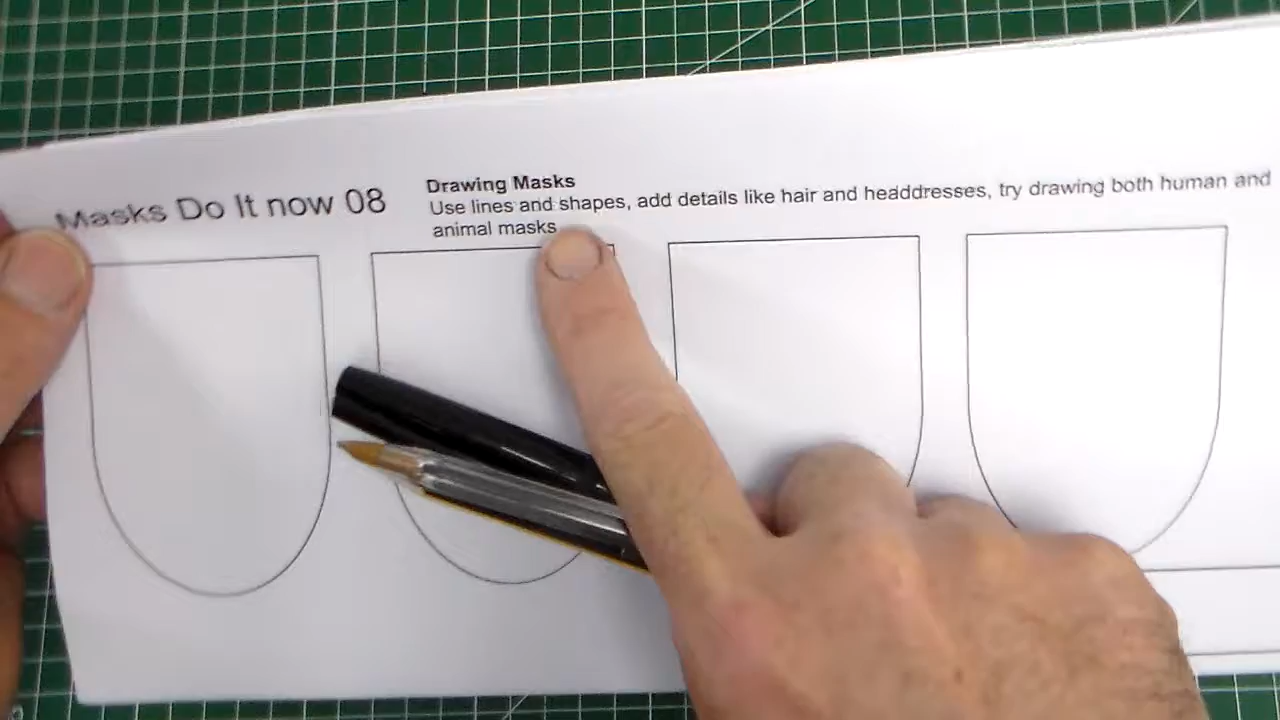 Masks Do It now 08
Drawing Masks
Use lines and shapes, add details like hair and headdresses, try drawing both human and
animal masks